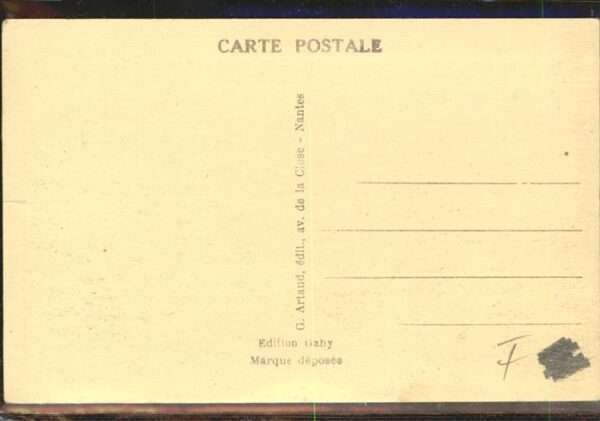 CARTE POSTALE
G. Artaud, édit., av. de la Close - Nantes
Edition Gaby
Marque déposée
F